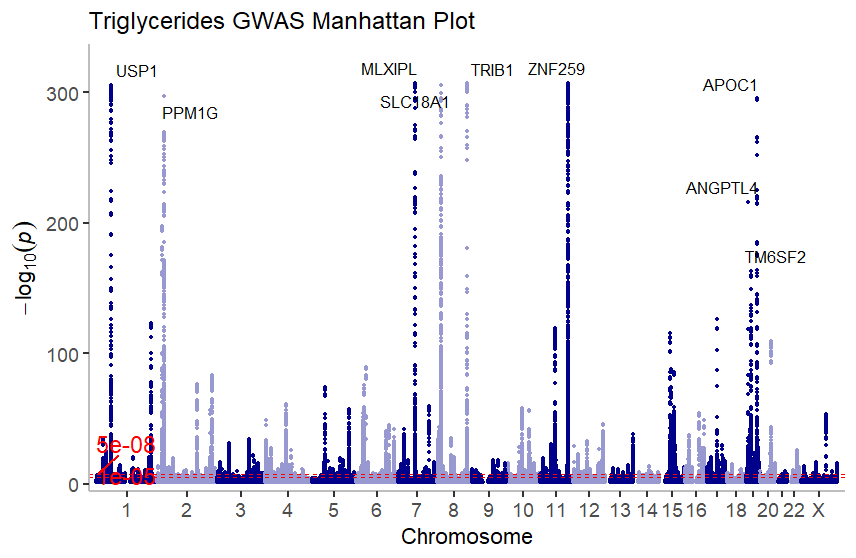 Triglycerides GWAS Manhattan Plot
USP1
MLXIPL
TRIB1
ZNF259
APOC1
SLC18A1
PPM1G
ANGPTL4
TM6SF2
300
200
100
0
−log10(p)
5e-08
1e-05
1 2 3 4 5 6 7 8 9 10 11 12 13 14 15 16 18 20 22 X
Chromosome